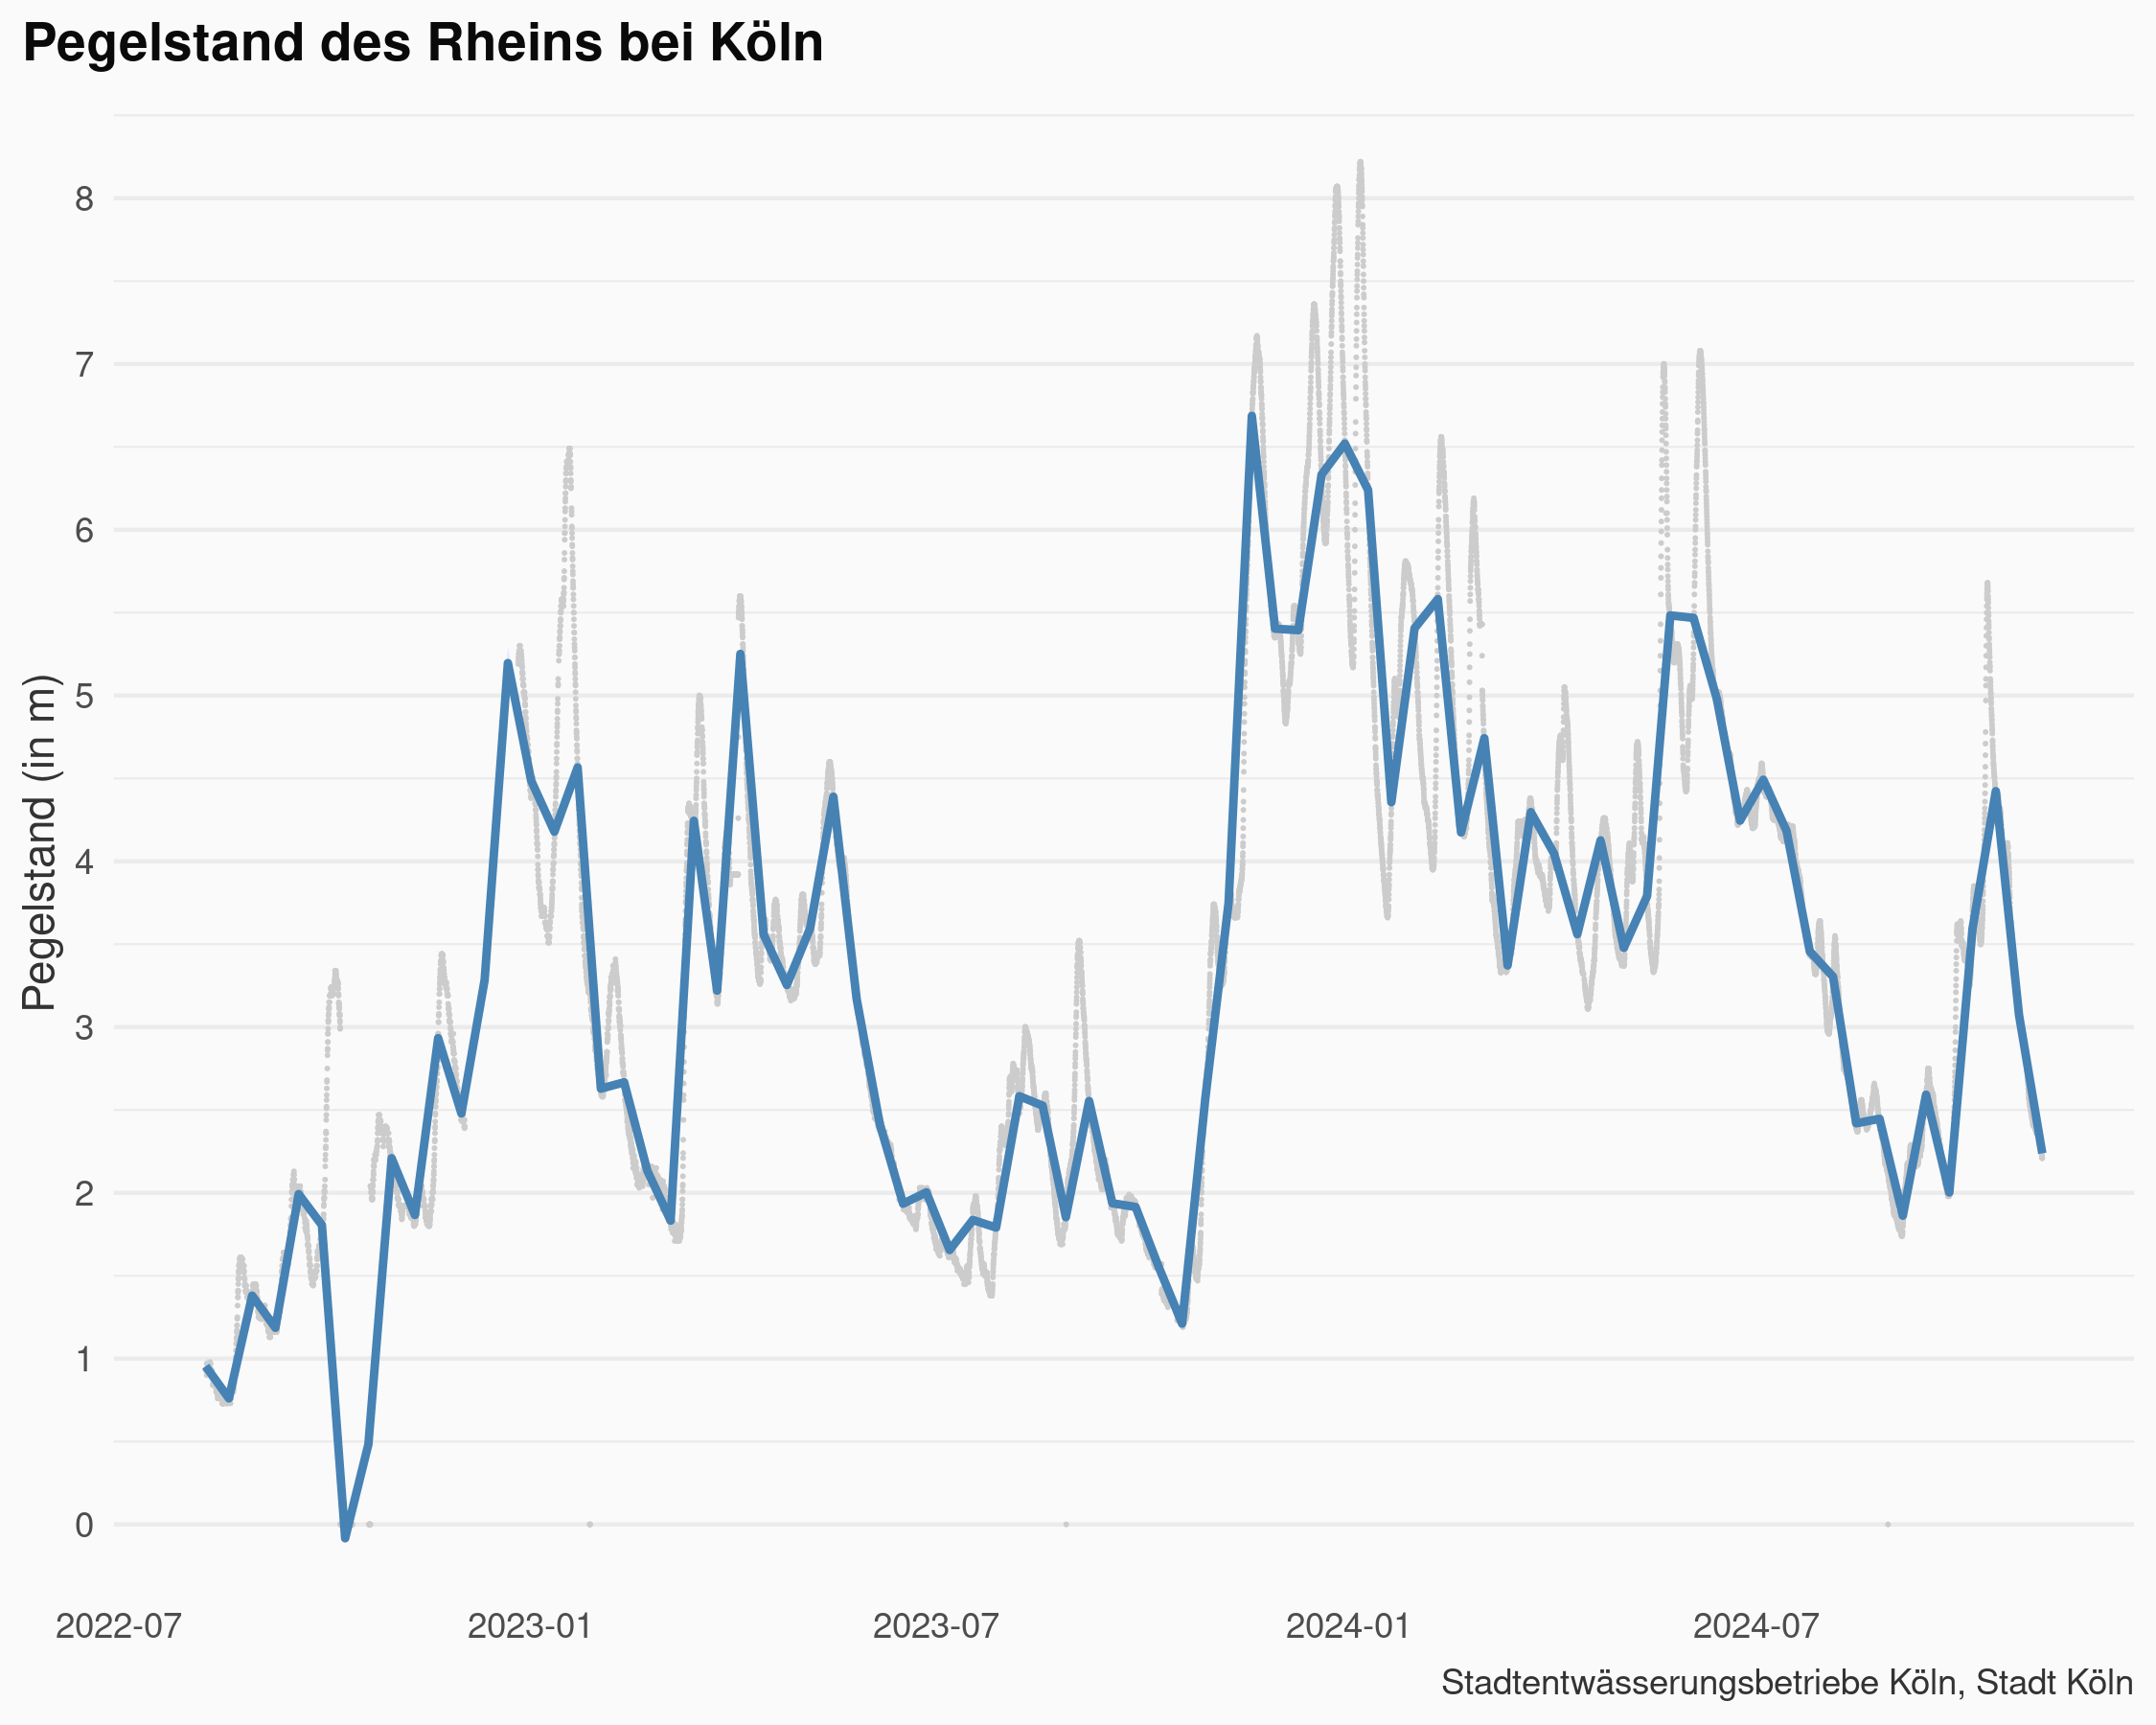 Pegelstand des Rheins bei Köln
Pegelstand (in m)
8
7
6
5
4
3
2
1
0
2022-07 2023-01 2023-07 2024-01 2024-07
Stadtentwässerungsbetriebe Köln, Stadt Köln